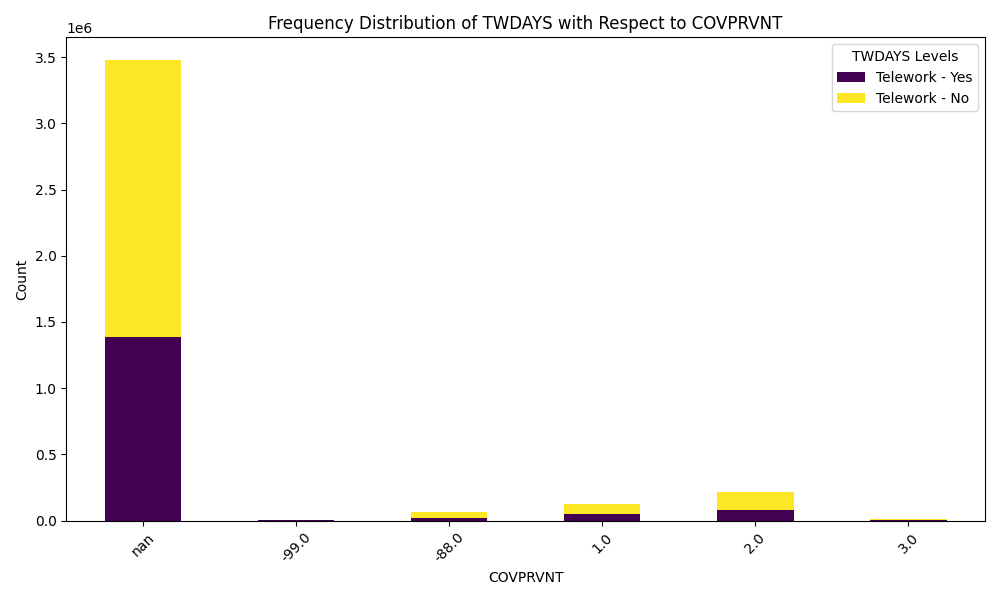 Frequency Distribution of TWDAYS with Respect to COVPRVNT
1e6
3.5
3.0
2.5
2.0
1.5
1.0
0.5
0.0
Count
TWDAYS Levels
Telework - Yes
Telework - No
nan
-99.0
-88.0
1.0
2.0
3.0
COVPRVNT